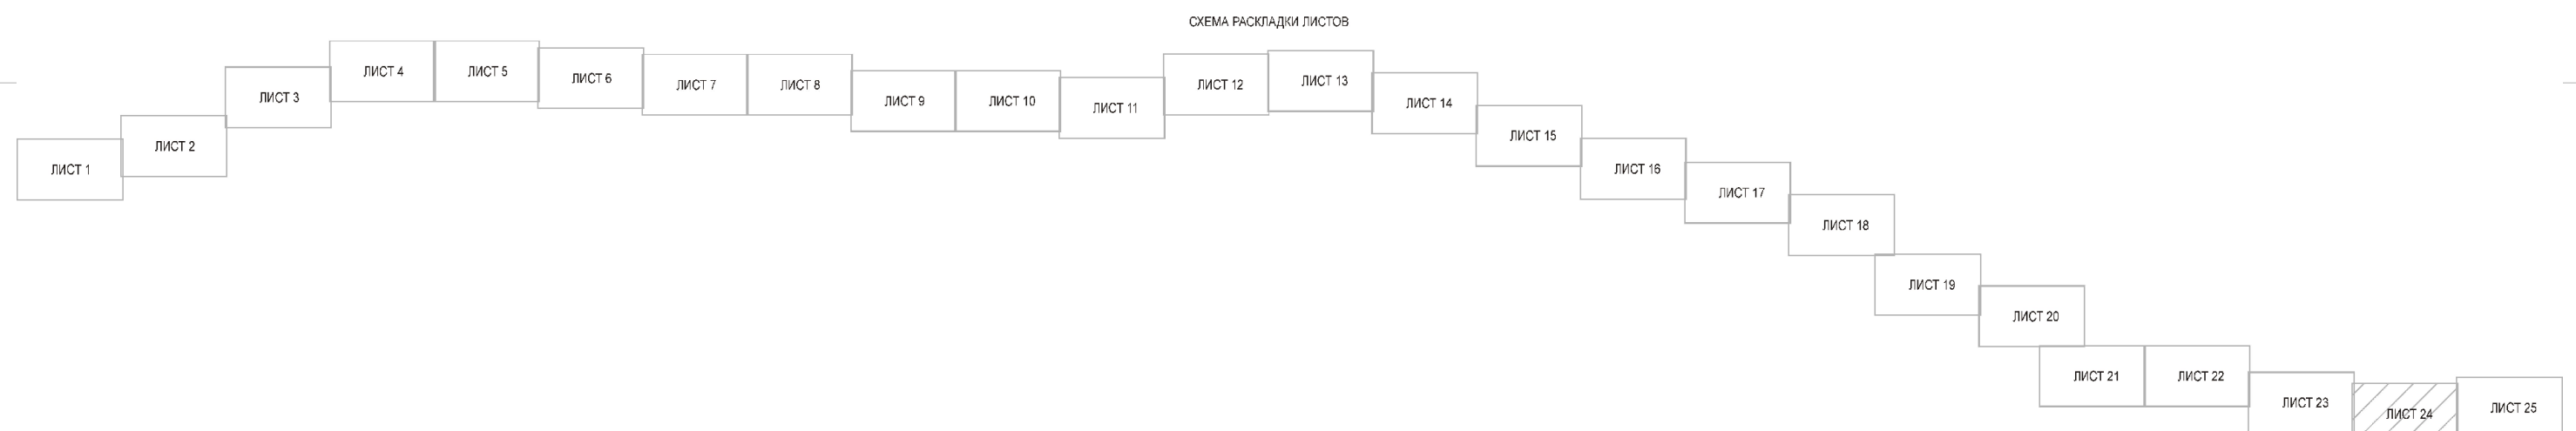 СХЕМА РАСКЛАДКИ ЛИСТОВ
ЛИСТ 1
ЛИСТ 2
ЛИСТ 3
ЛИСТ 4
ЛИСТ 5
ЛИСТ 6
ЛИСТ 7
ЛИСТ 8
ЛИСТ 9
ЛИСТ 10
ЛИСТ 11
ЛИСТ 12
ЛИСТ 13
ЛИСТ 14
ЛИСТ 15
ЛИСТ 16
ЛИСТ 17
ЛИСТ 18
ЛИСТ 19
ЛИСТ 20
ЛИСТ 21
ЛИСТ 22
ЛИСТ 23
ЛИСТ 24
ЛИСТ 25